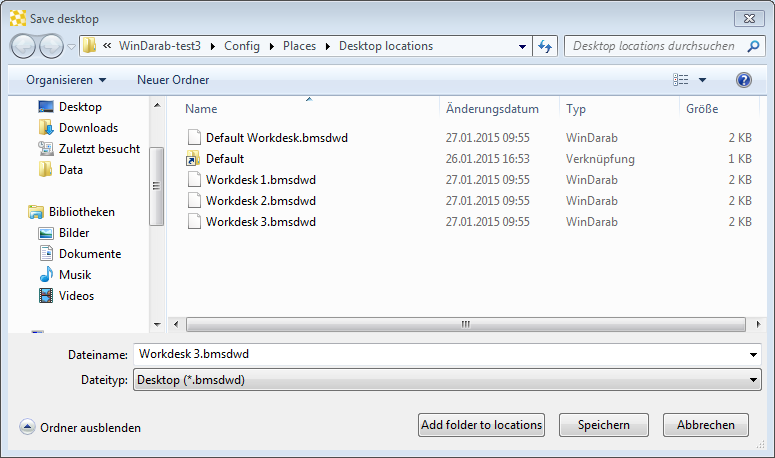 Save desktop
WinDarab-test3 Config Places Desktop locations Desktop locations durchsuchen
Organisieren Neuer Ordner
Desktop
Downloads
Zuletzt besucht
Data
Bibliotheken
Bilder
Dokumente
Musik
Videos
Name Änderungsdatum Typ Größe
Default Workdesk.bmsdwd 27.01.2015 09:55 WinDarab 2 KB
Default 26.01.2015 16:53 Verknüpfung 1 KB
Workdesk 1.bmsdwd 27.01.2015 09:55 WinDarab 2 KB
Workdesk 2.bmsdwd 27.01.2015 09:55 WinDarab 2 KB
Workdesk 3.bmsdwd 27.01.2015 09:55 WinDarab 2 KB
Dateiname: Workdesk 3.bmsdwd
Dateityp: Desktop (*.bmsdwd)
Ordner ausblenden Add folder to locations Speichern Abbrechen